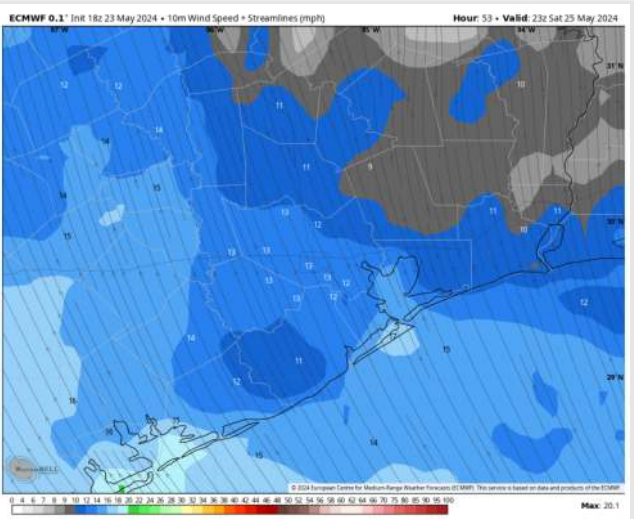 ECMWF 0.1° Init 18z 23 May 2024 • 10m Wind Speed + Streamlines (mph)
Hour: 53 • Valid: 23z Sat 25 May 2024
97°W
96°W
95°W
94°W
31°N
12
12
10
11
14
14
11
9
15
14
13
11
11
12
10
30°N
15
13
13
13
13
12
13
13
12
12
14
15
11
29°N
12
16
16
15
14
15
WeatherBELL
© 2024 European Centre for Medium-Range Weather Forecasts (ECMWF). This service is based on data and products of the ECMWF.
0 2 4 6 7 8 9 10 12 14 16 18 20 22 24 26 28 30 32 34 36 38 40 42 44 46 48 50 52 54 56 58 60 65 70 75 80 85 90 95 100
Max: 20.1